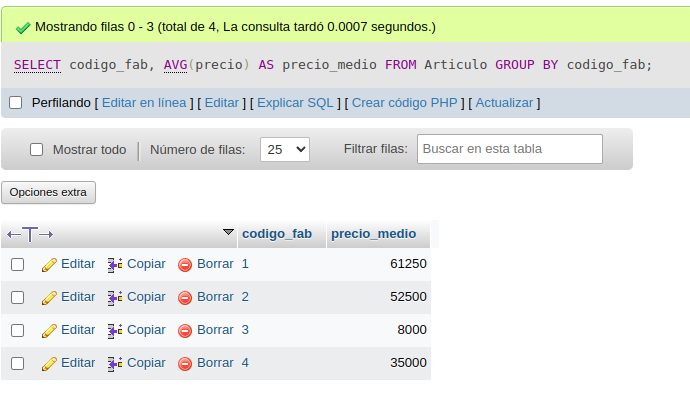 Mostrando filas 0 - 3 (total de 4, La consulta tardó 0.0007 segundos.)
SELECT codigo_fab, AVG(precio) AS precio_medio FROM Articulo GROUP BY codigo_fab;
Perfilando [ Editar en línea ] [ Editar ] [ Explicar SQL ] [ Crear código PHP ] [ Actualizar ]
Mostrar todo | Número de filas: 25 Filtrar filas: Buscar en esta tabla
Opciones extra
←T→ codigo_fab precio_medio
Editar Copiar Borrar 1 61250
Editar Copiar Borrar 2 52500
Editar Copiar Borrar 3 8000
Editar Copiar Borrar 4 35000